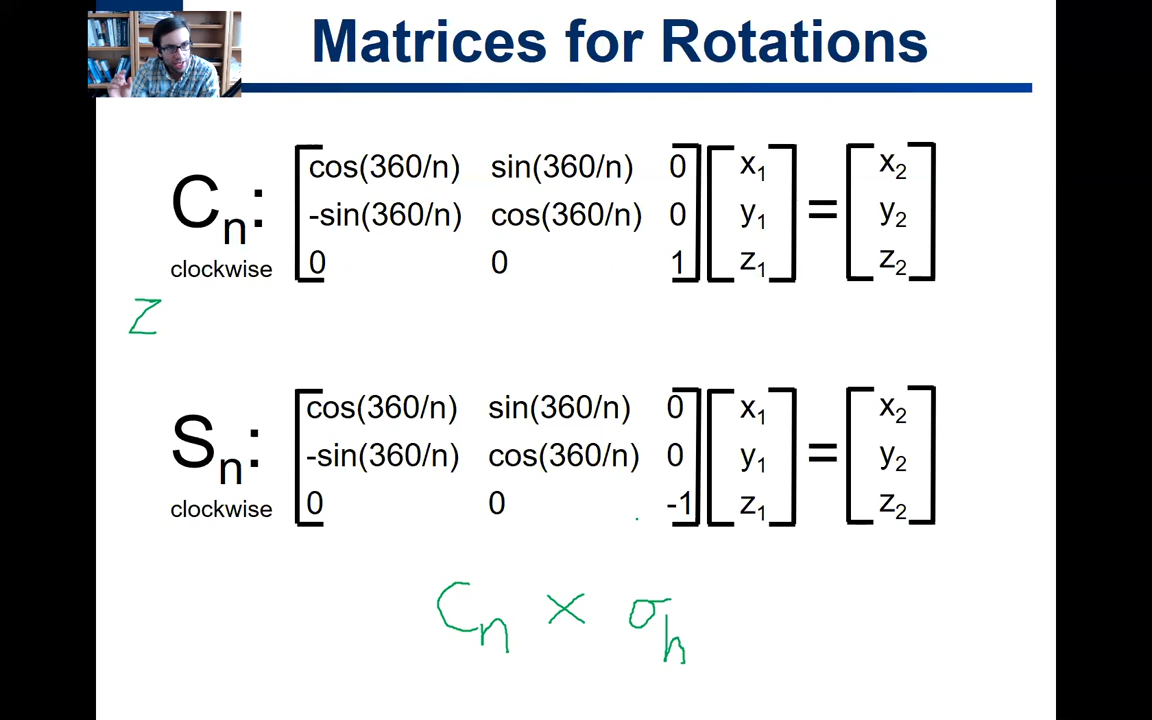 Matrices for Rotations
Cn: [cos(360/n) sin(360/n) 0] [x1] = [x2]
[-sin(360/n) cos(360/n) 0] [y1] [y2]
clockwise [0 0 1] [z1] [z2]
Z
Sn: [cos(360/n) sin(360/n) 0] [x1] = [x2]
[-sin(360/n) cos(360/n) 0] [y1] [y2]
clockwise [0 0 -1] [z1] [z2]
Cn × σh